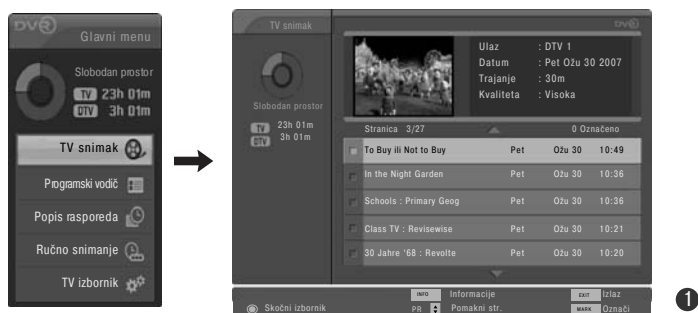 DVR
Glavni menu
Slobodan prostor
TV 23h 01m
DTV 3h 01m
TV snimak
Programski vodič
Popis rasporeda
Ručno snimanje
TV izbornik
TV snimak
DVR
Slobodan prostor
TV 23h 01m
DTV 3h 01m
Ulaz : DTV 1
Datum : Pet Ožu 30 2007
Trajanje : 30m
Kvaliteta : Visoka
Stranica 3/27 0 Označeno
To Buy ili Not to Buy Pet Ožu 30 10:49
In the Night Garden Pet Ožu 30 10:36
Schools : Primary Geog Pet Ožu 30 10:36
Class TV : Revisewise Pet Ožu 30 10:21
30 Jahre '68 : Revolte Pet Ožu 30 10:20
INFO Informacije EXIT Izlaz
Skočni izbornik PR Pomakni str. MARK Označi
1